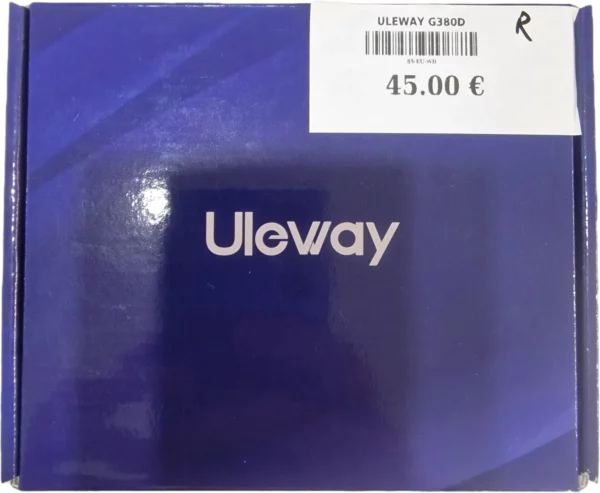 ULEWAY G380D
R
45.00 €
Uleway